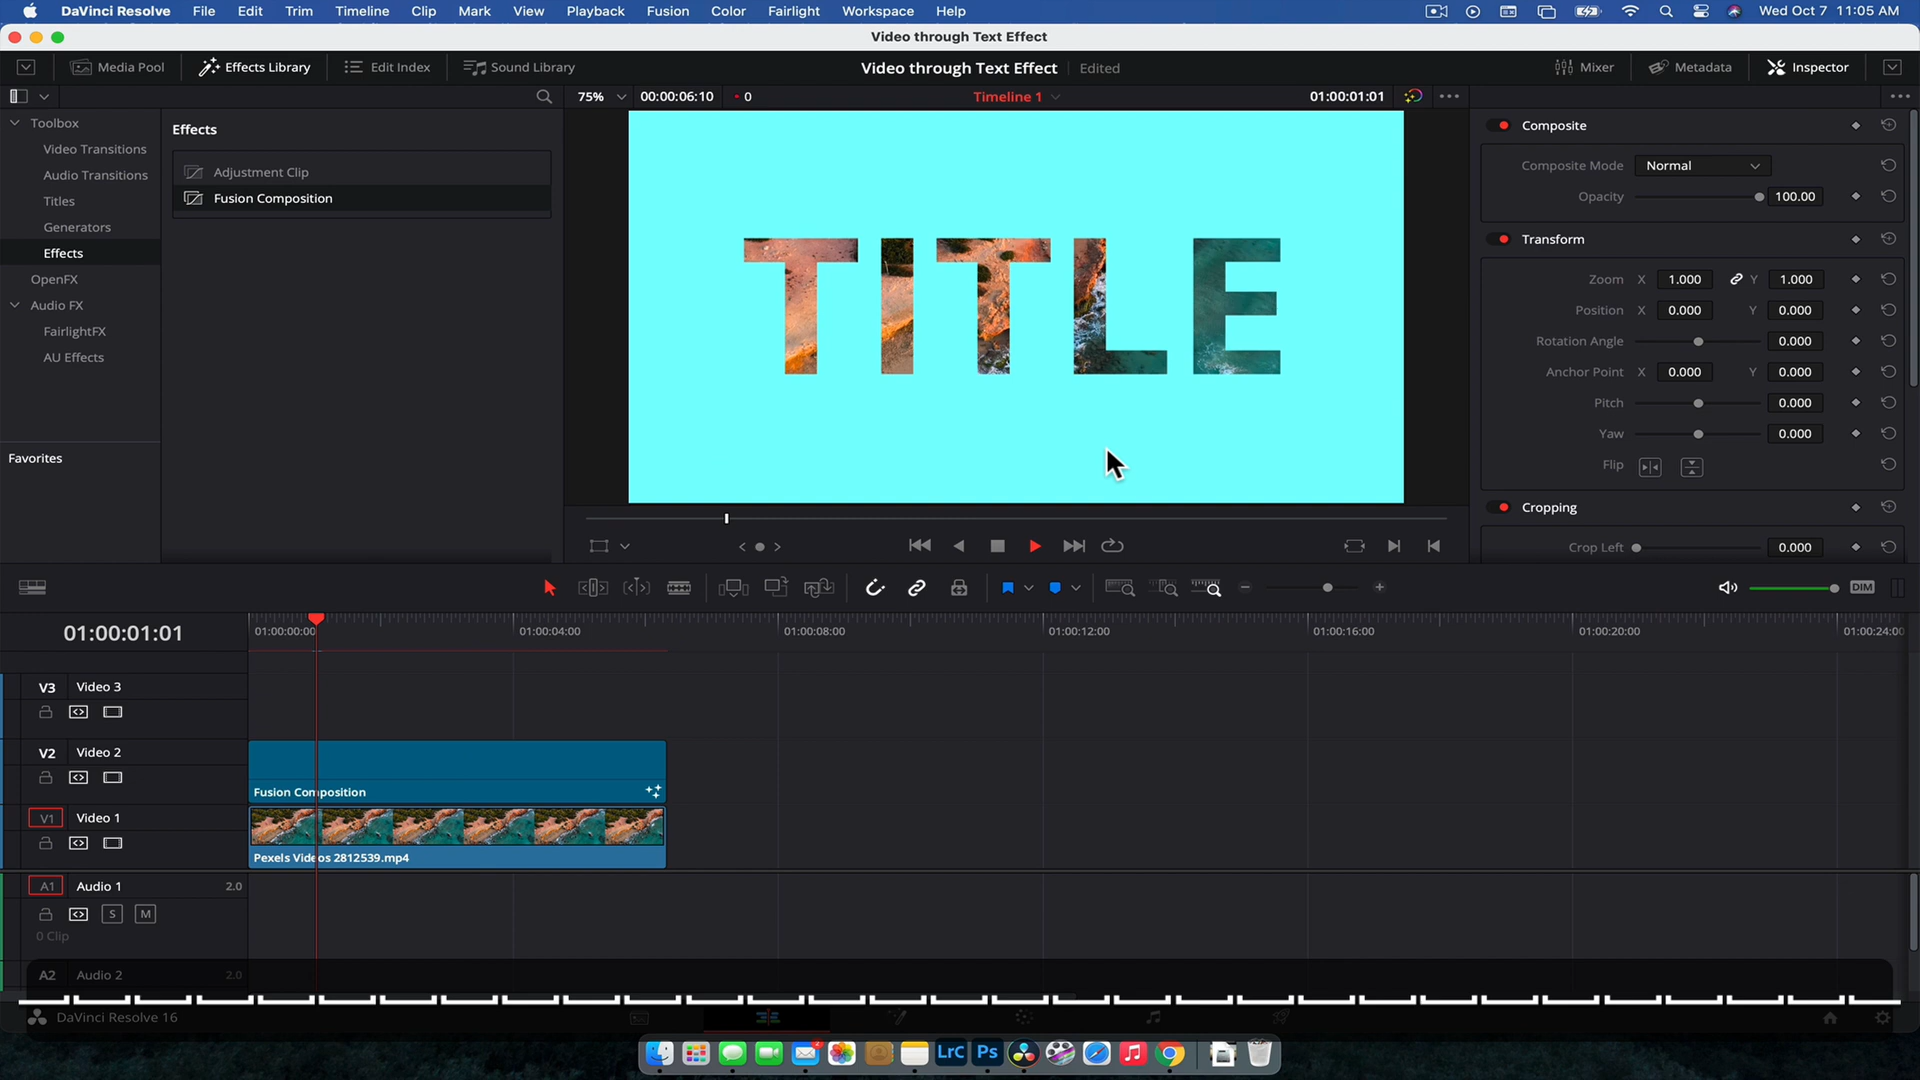 DaVinci Resolve File Edit Trim Timeline Clip Mark View Playback Fusion Color Fairlight Workspace Help Wed Oct 7 11:05 AM
Video through Text Effect
Media Pool Effects Library Edit Index Sound Library Video through Text Effect Edited Mixer Metadata Inspector
75% 00:00:06:10 • 0 Timeline 1 01:00:01:01
Toolbox
Video Transitions
Audio Transitions
Titles
Generators
Effects
OpenFX
Audio FX
FairlightFX
AU Effects
Favorites
Effects
Adjustment Clip
Fusion Composition
TITLE
Composite
Composite Mode Normal
Opacity 100.00
Transform
Zoom X 1.000 Y 1.000
Position X 0.000 Y 0.000
Rotation Angle 0.000
Anchor Point X 0.000 Y 0.000
Pitch 0.000
Yaw 0.000
Flip
Cropping
Crop Left 0.000
DIM
01:00:01:01 01:00:00:00 01:00:04:00 01:00:08:00 01:00:12:00 01:00:16:00 01:00:20:00 01:00:24:00
V3 Video 3
V2 Video 2
Fusion Composition
V1 Video 1
Pexels Videos 2812539.mp4
A1 Audio 1 2.0
S M
0 Clip
A2 Audio 2 2.0
DaVinci Resolve 16
LrC Ps